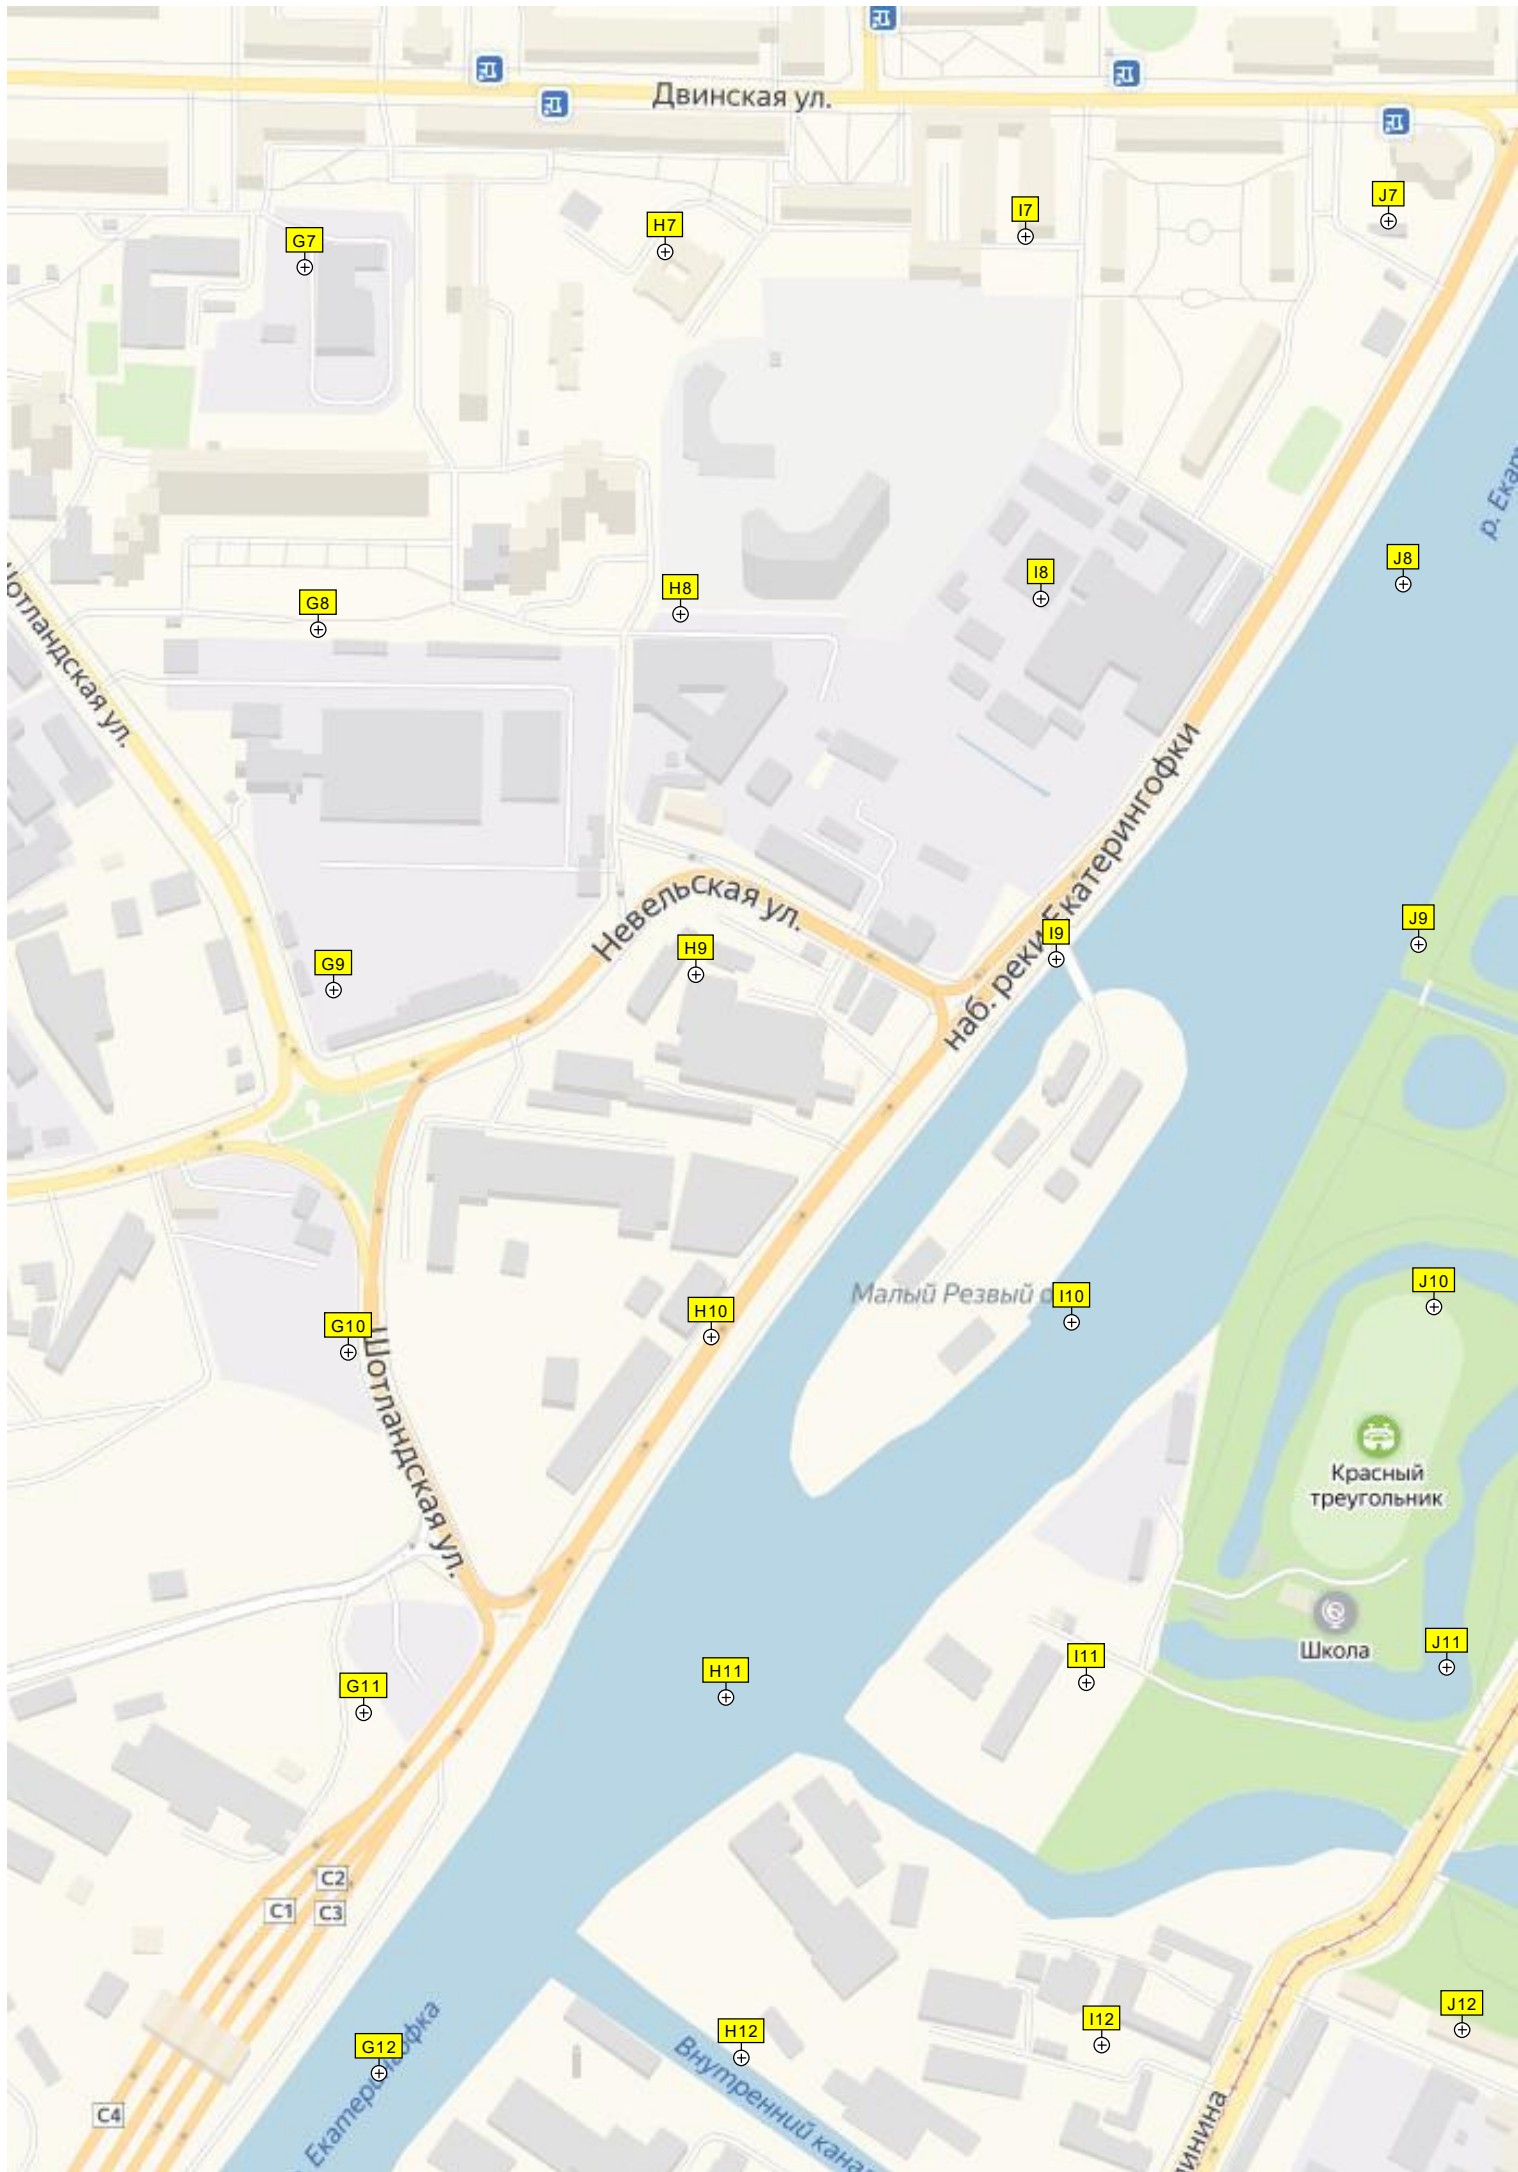 Двинская ул.
J7
I7
H7
G7
р. Екат
J8
I8
H8
G8
Шотландская ул.
наб. реки Екатерингофки
Невельская ул.
J9
I9
H9
G9
J10
Малый Резвый о
I10
H10
G10
Шотландская ул.
Красный
треугольник
Школа
J11
I11
H11
G11
C2
C1
C3
J12
I12
H12
G12
Внутренний кана
Екатерингофка
C4